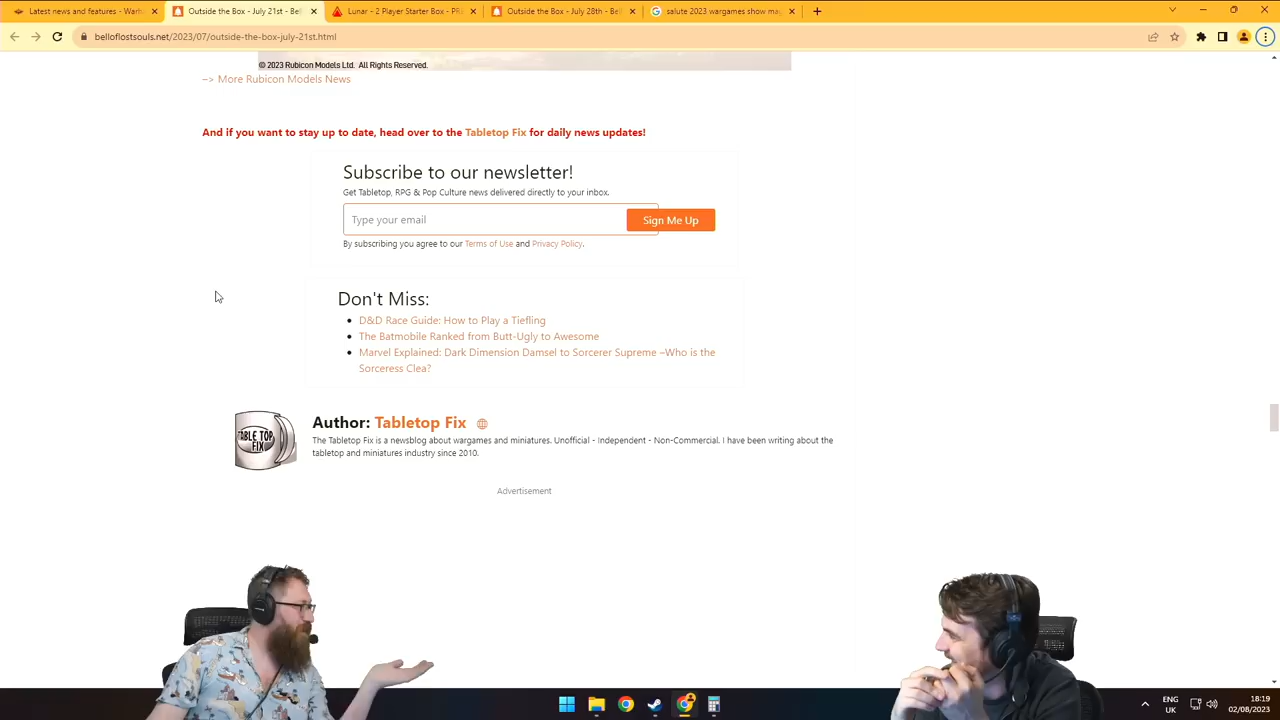 Latest news and features - Warh
Outside the Box - July 21st - Bel
Lunar - 2 Player Starter Box - PR
Outside the Box - July 28th - Bell
salute 2023 wargames show ma
belloflostsouls.net/2023/07/outside-the-box-july-21st.html
© 2023 Rubicon Models Ltd. All Rights Reserved.
–> More Rubicon Models News
And if you want to stay up to date, head over to the Tabletop Fix for daily news updates!
Subscribe to our newsletter!
Get Tabletop, RPG & Pop Culture news delivered directly to your inbox.
Type your email
Sign Me Up
By subscribing you agree to our Terms of Use and Privacy Policy.
Don't Miss:
D&D Race Guide: How to Play a Tiefling
The Batmobile Ranked from Butt-Ugly to Awesome
Marvel Explained: Dark Dimension Damsel to Sorcerer Supreme –Who is the
Sorceress Clea?
TABLE TOP
FIX
Author: Tabletop Fix
The Tabletop Fix is a newsblog about wargames and miniatures. Unofficial - Independent - Non-Commercial. I have been writing about the
tabletop and miniatures industry since 2010.
Advertisement
ENG
UK
18:19
02/08/2023